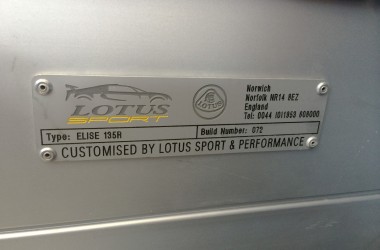 LOTUS
SPORT
LOTUS
Norwich
Norfolk NR14 8EZ
England
Tel: 0044 (0)1953 608000
Type: ELISE 135R
Build Number: 072
CUSTOMISED BY LOTUS SPORT & PERFORMANCE